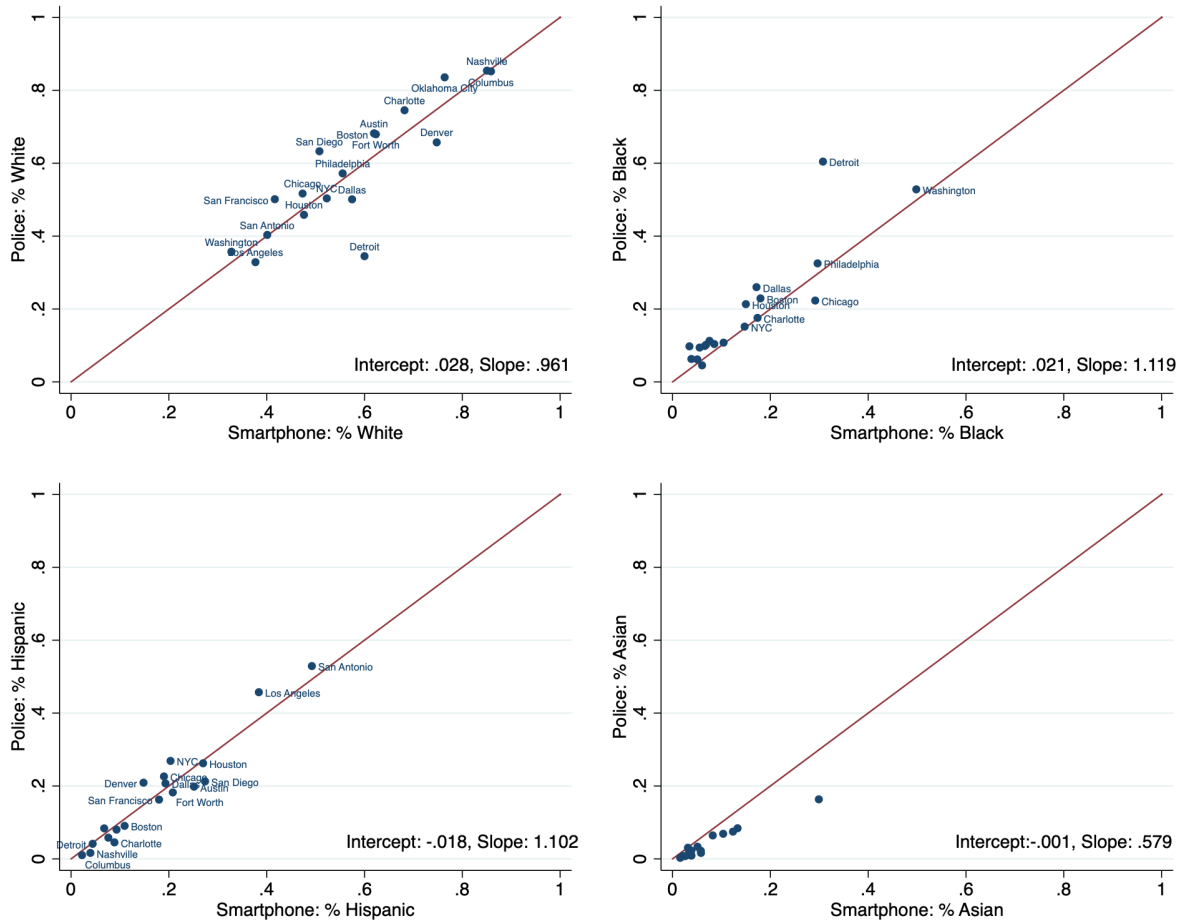 1
.8
.6
.4
.2
0
Police: % White
Nashville
Columbus
Oklahoma City
Charlotte
Austin
Boston
Fort Worth
Denver
San Diego
Philadelphia
Chicago
NYC
Dallas
San Francisco
Houston
San Antonio
Washington
Los Angeles
Detroit
Intercept: .028, Slope: .961
0 .2 .4 .6 .8 1
Smartphone: % White
1
.8
.6
.4
.2
0
Police: % Black
Detroit
Washington
Philadelphia
Dallas
Boston
Houston
Chicago
Charlotte
NYC
Intercept: .021, Slope: 1.119
0 .2 .4 .6 .8 1
Smartphone: % Black
1
.8
.6
.4
.2
0
Police: % Hispanic
San Antonio
Los Angeles
NYC
Houston
Chicago
Denver
Dallas
San Diego
Austin
San Francisco
Fort Worth
Boston
Detroit
Charlotte
Nashville
Columbus
Intercept: -.018, Slope: 1.102
0 .2 .4 .6 .8 1
Smartphone: % Hispanic
1
.8
.6
.4
.2
0
Police: % Asian
Intercept:-.001, Slope: .579
0 .2 .4 .6 .8 1
Smartphone: % Asian